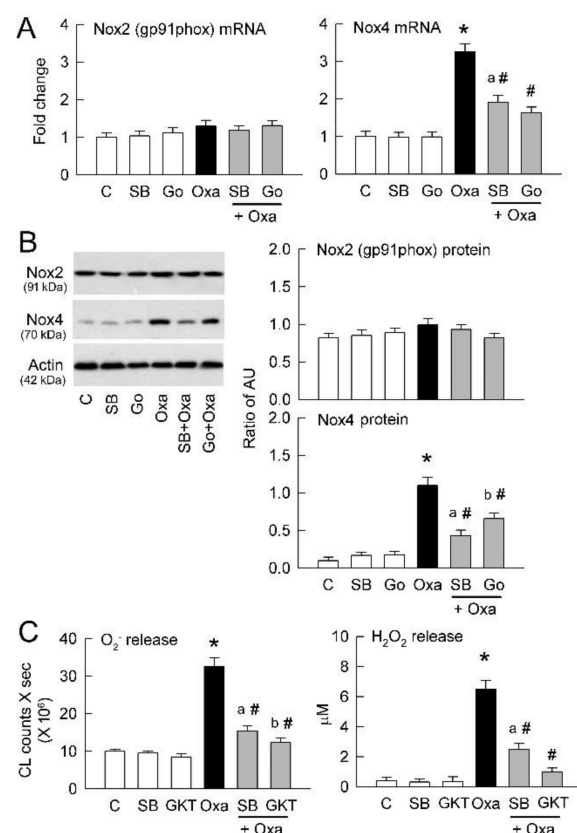 A
Nox2 (gp91phox) mRNA
Fold change
4
3
2
1
0
C SB Go Oxa SB Go
+ Oxa
Nox4 mRNA
4
3
2
1
0
*
a # #
C SB Go Oxa SB Go
+ Oxa
B
Nox2
(91 kDa)
Nox4
(70 kDa)
Actin
(42 kDa)
C SB Go Oxa SB+Oxa Go+Oxa
Ratio of AU
Nox2 (gp91phox) protein
2.0
1.5
1.0
0.5
0.0
Nox4 protein
2.0
1.5
1.0
0.5
0.0
*
a # b #
C SB Go Oxa SB Go
+ Oxa
C
O₂⁻ release
CL counts X sec
(X 10⁶)
40
30
20
10
0
*
a # b #
C SB GKT Oxa SB GKT
+ Oxa
H₂O₂ release
µM
8
6
4
2
0
*
a # #
C SB GKT Oxa SB GKT
+ Oxa